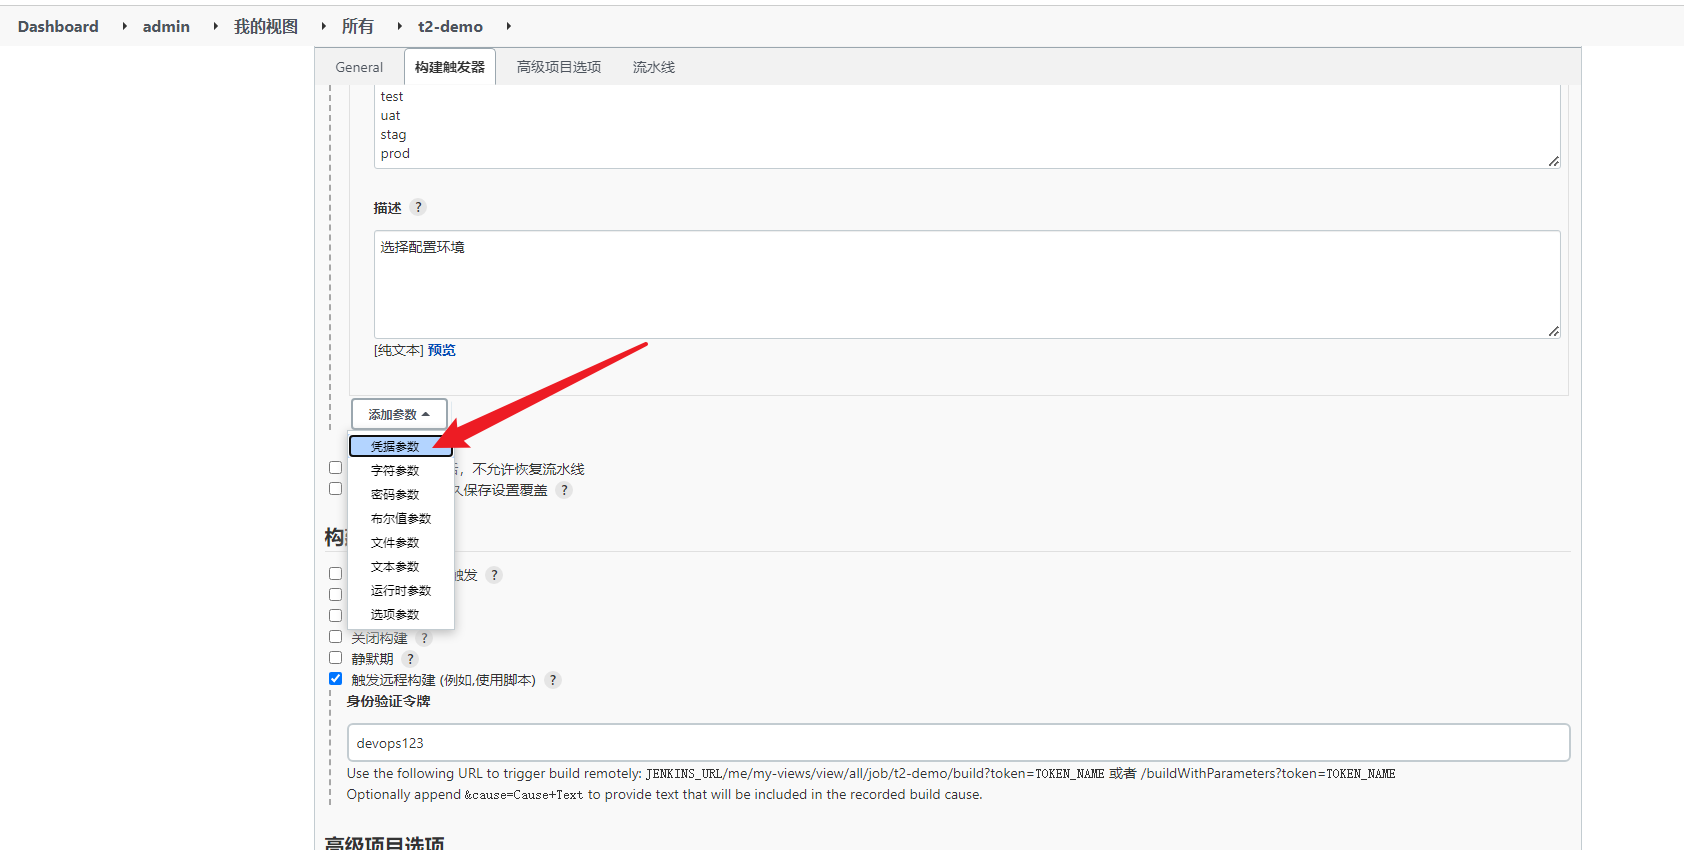 Dashboard admin 我的视图 所有 t2-demo
General 构建触发器 高级项目选项 流水线
test
uat
stag
prod
描述 ?
选择配置环境
[纯文本] 预览
添加参数
凭据参数
字符参数
密码参数
布尔值参数
文件参数
文本参数
运行时参数
选项参数
，不允许恢复流水线
久保存设置覆盖 ?
构
触发 ?
关闭构建 ?
静默期 ?
触发远程构建 (例如,使用脚本) ?
身份验证令牌
devops123
Use the following URL to trigger build remotely: JENKINS_URL/me/my-views/view/all/job/t2-demo/build?token=TOKEN_NAME 或者 /buildWithParameters?token=TOKEN_NAME
Optionally append &cause=Cause+Text to provide text that will be included in the recorded build cause.
高级项目选项